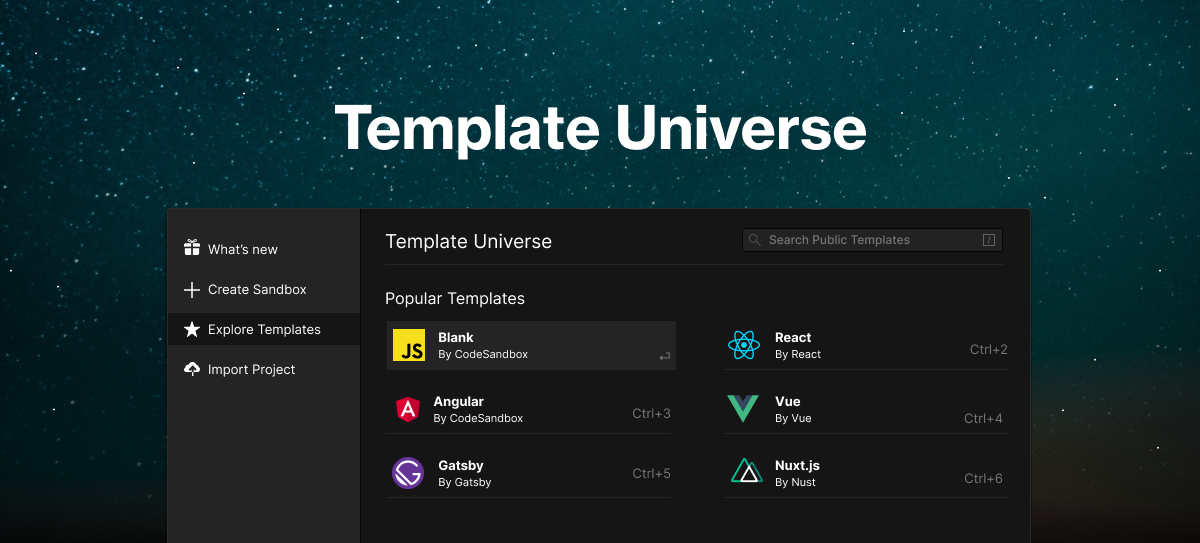 Template Universe
What's new
Create Sandbox
Explore Templates
Import Project
Template Universe
Search Public Templates /
Popular Templates
JS
Blank
By CodeSandbox
React
By React
Ctrl+2
A
Angular
By CodeSandbox
Ctrl+3
Vue
By Vue
Ctrl+4
Gatsby
By Gatsby
Ctrl+5
Nuxt.js
By Nust
Ctrl+6